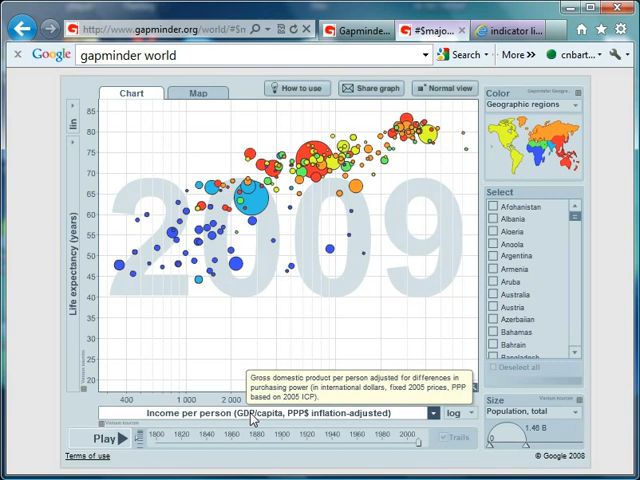 http://www.gapminder.org/world/#$m
Gapminde...
#$majo...
indicator li...
Google
gapminder world
Search
More »
cnbart...
Chart
Map
How to use
Share graph
Normal view
Color
Geographic regions
Select
Afghanistan
Albania
Algeria
Angola
Argentina
Armenia
Aruba
Australia
Austria
Azerbaijan
Bahamas
Bahrain
Bangladesh
Deselect all
Size
Population, total
1.46 B
0
© Google 2008
lin
Life expectancy (years)
85
80
75
70
65
60
55
50
45
40
35
30
25
20
2009
400
1 000
2 000
Gross domestic product per person adjusted for differences in
purchasing power (in international dollars, fixed 2005 prices, PPP
based on 2005 ICP).
Income per person (GDP/capita, PPP$ inflation-adjusted)
log
Play
1800
1820
1840
1860
1880
1900
1920
1940
1960
1980
2000
Trails
Terms of use